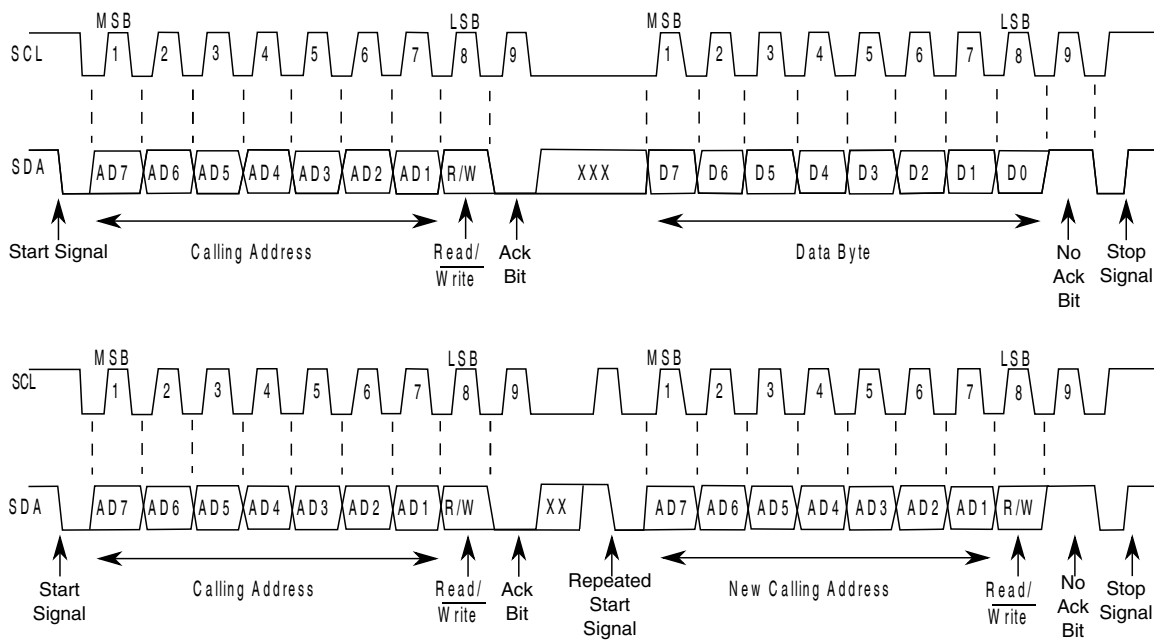 MSB LSB MSB LSB
SCL 1 2 3 4 5 6 7 8 9 1 2 3 4 5 6 7 8 9
SDA AD7 AD6 AD5 AD4 AD3 AD2 AD1 R/W XXX D7 D6 D5 D4 D3 D2 D1 D0
Start Signal Calling Address Read/ Ack Data Byte No Stop
Write Bit Ack Signal
Bit
MSB LSB MSB LSB
SCL 1 2 3 4 5 6 7 8 9 1 2 3 4 5 6 7 8 9
SDA AD7 AD6 AD5 AD4 AD3 AD2 AD1 R/W XX AD7 AD6 AD5 AD4 AD3 AD2 AD1 R/W
Start Calling Address Read/ Ack Repeated New Calling Address Read/ No Stop
Signal Write Bit Start Write Ack Signal
Signal Bit